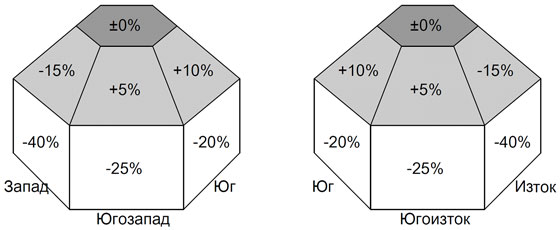 ±0%
-15%
+10%
+5%
-40%
-20%
-25%
Запад
Юг
Югозапад
±0%
+10%
-15%
+5%
-20%
-40%
-25%
Юг
Изток
Югоизток